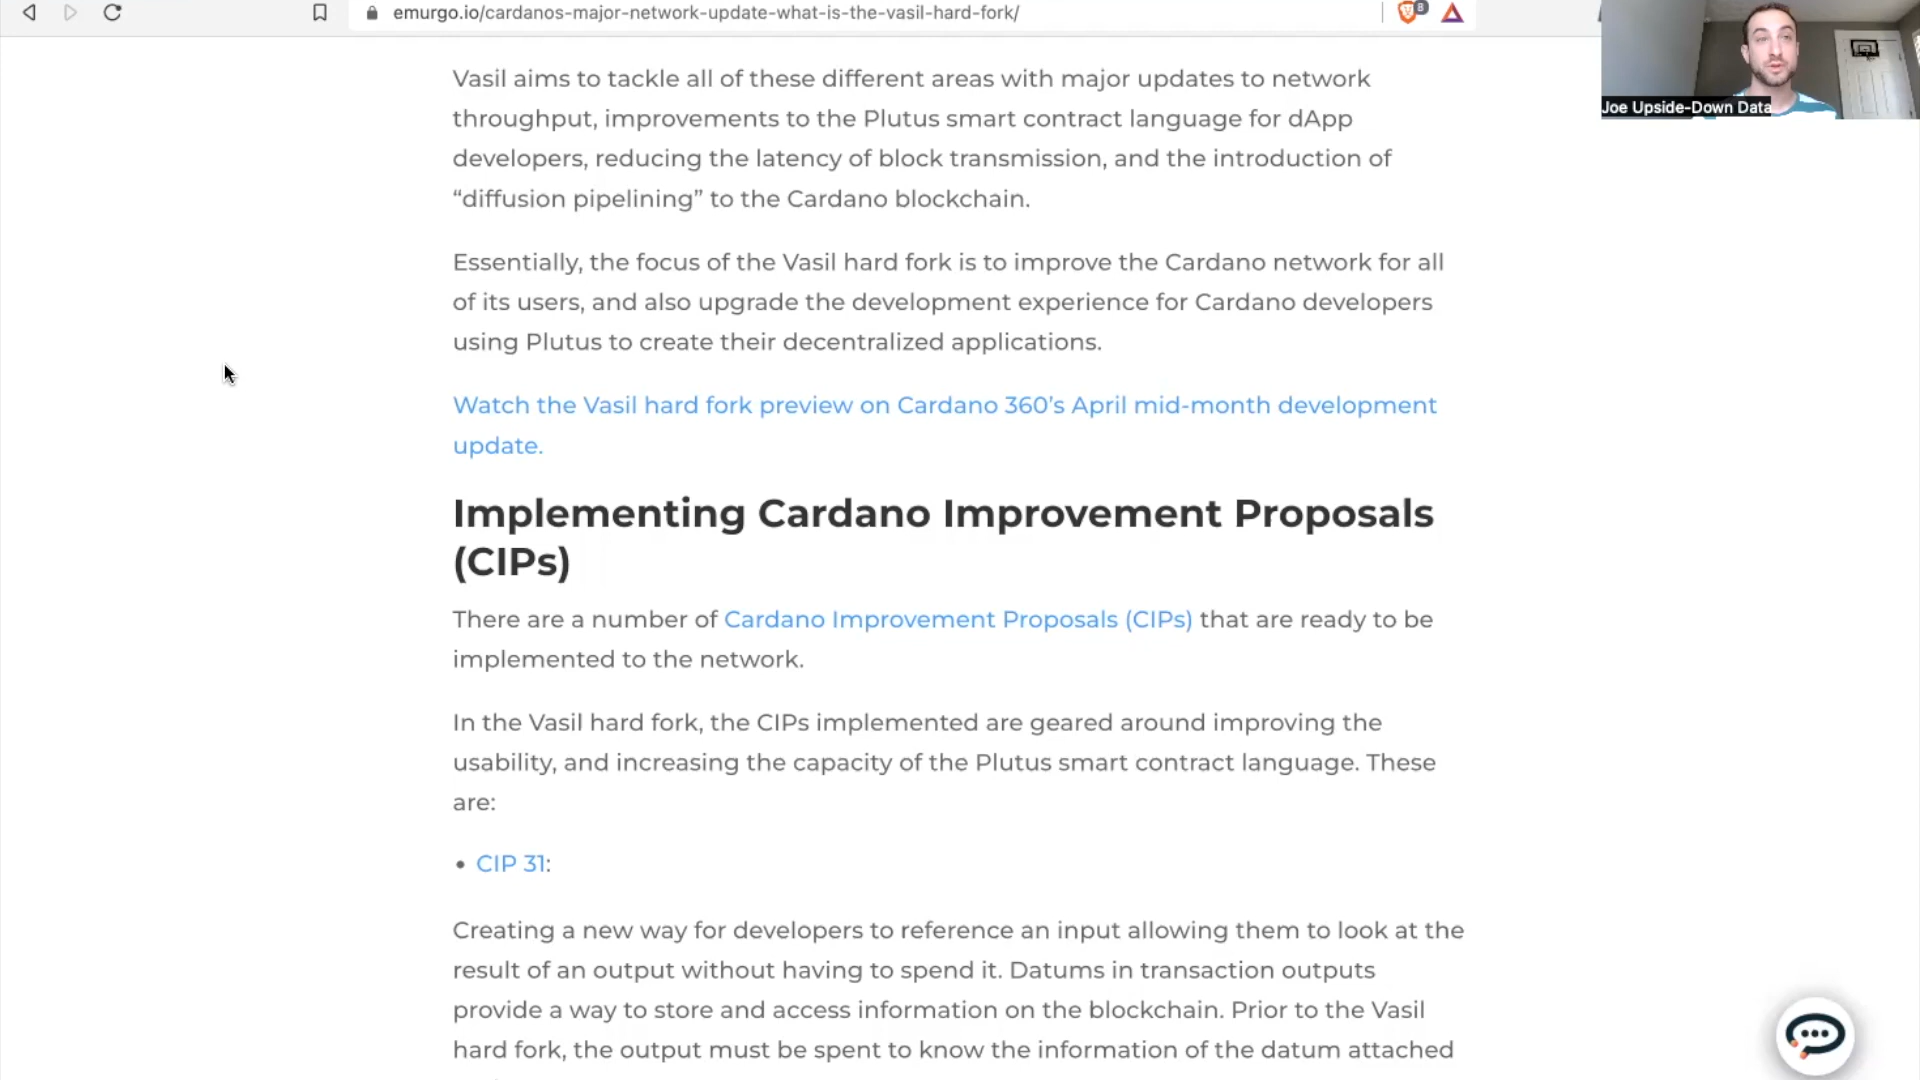 emurgo.io/cardanos-major-network-update-what-is-the-vasil-hard-fork/
8
Joe Upside-Down Data
Vasil aims to tackle all of these different areas with major updates to network
throughput, improvements to the Plutus smart contract language for dApp
developers, reducing the latency of block transmission, and the introduction of
“diffusion pipelining” to the Cardano blockchain.
Essentially, the focus of the Vasil hard fork is to improve the Cardano network for all
of its users, and also upgrade the development experience for Cardano developers
using Plutus to create their decentralized applications.
Watch the Vasil hard fork preview on Cardano 360’s April mid-month development
update.
Implementing Cardano Improvement Proposals
(CIPs)
There are a number of Cardano Improvement Proposals (CIPs) that are ready to be
implemented to the network.
In the Vasil hard fork, the CIPs implemented are geared around improving the
usability, and increasing the capacity of the Plutus smart contract language. These
are:
• CIP 31:
Creating a new way for developers to reference an input allowing them to look at the
result of an output without having to spend it. Datums in transaction outputs
provide a way to store and access information on the blockchain. Prior to the Vasil
hard fork, the output must be spent to know the information of the datum attached